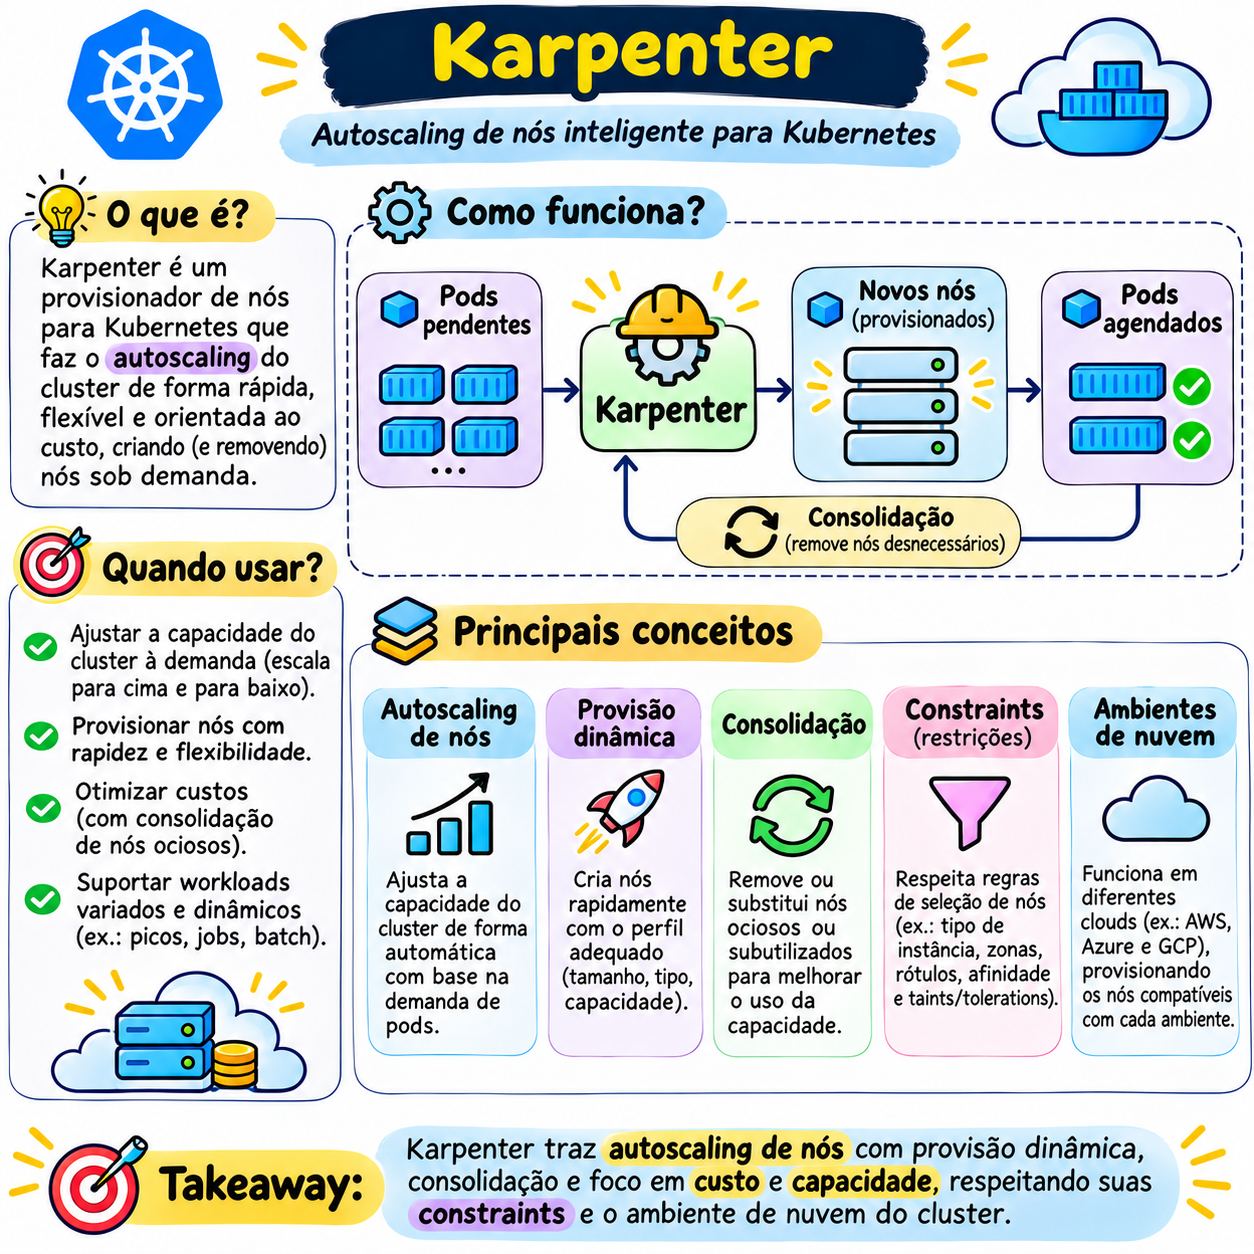 Karpenter
Autoscaling de nós inteligente para Kubernetes
O que é?
Karpenter é um
provisionador de nós
para Kubernetes que
faz o autoscaling do
cluster de forma rápida,
flexível e orientada ao
custo, criando (e removendo)
nós sob demanda.
Como funciona?
Pods
pendentes
...
Karpenter
Novos nós
(provisionados)
Pods
agendados
Consolidação
(remove nós desnecessários)
Quando usar?
Ajustar a capacidade do
cluster à demanda (escala
para cima e para baixo).
Provisionar nós com
rapidez e flexibilidade.
Otimizar custos
(com consolidação
de nós ociosos).
Suportar workloads
variados e dinâmicos
(ex.: picos, jobs, batch).
Principais conceitos
Autoscaling
de nós
Ajusta a
capacidade do
cluster de forma
automática
com base na
demanda de
pods.
Provisão
dinâmica
Cria nós
rapidamente
com o perfil
adequado
(tamanho, tipo,
capacidade).
Consolidação
Remove ou
substitui nós
ociosos ou
subutilizados
para melhorar
o uso da
capacidade.
Constraints
(restrições)
Respeita regras
de seleção de nós
(ex.: tipo de
instância, zonas,
rótulos, afinidade
e taints/tolerations).
Ambientes
de nuvem
Funciona em
diferentes
clouds (ex.: AWS,
Azure e GCP),
provisionando
os nós compatíveis
com cada ambiente.
Takeaway:
Karpenter traz autoscaling de nós com provisão dinâmica,
consolidação e foco em custo e capacidade, respeitando suas
constraints e o ambiente de nuvem do cluster.